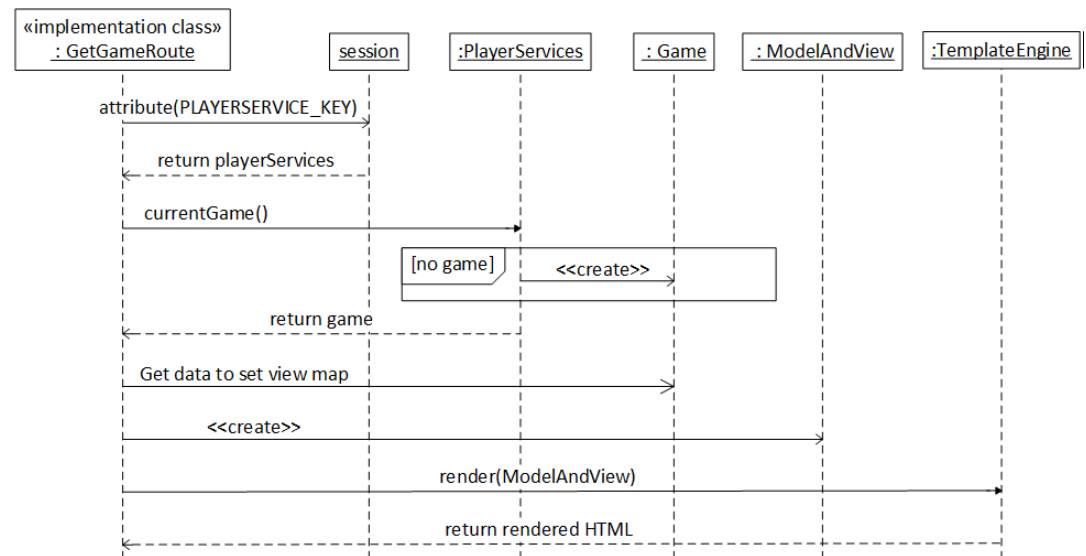 «implementation class»
: GetGameRoute
session
:PlayerServices
: Game
: ModelAndView
:TemplateEngine
attribute(PLAYERSERVICE_KEY)
return playerServices
currentGame()
[no game]
<<create>>
return game
Get data to set view map
<<create>>
render(ModelAndView)
return rendered HTML